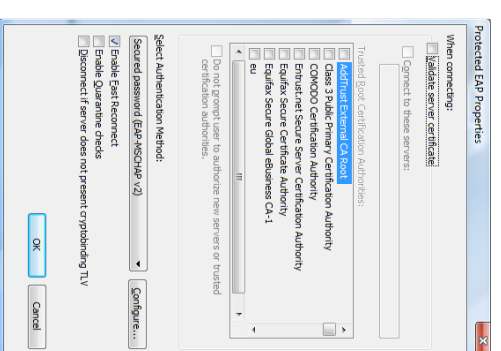 Protected EAP Properties
When connecting:
Validate server certificate
Connect to these servers:
Trusted Root Certification Authorities:
AddTrust External CA Root
Class 3 Public Primary Certification Authority
COMODO Certification Authority
Entrust.net Secure Server Certification Authority
Equifax Secure Certificate Authority
Equifax Secure Global eBusiness CA-1
eu
Do not prompt user to authorize new servers or trusted
certification authorities.
Select Authentication Method:
Secured password (EAP-MSCHAP v2)
Configure...
Enable Fast Reconnect
Enable Quarantine checks
Disconnect if server does not present cryptobinding TLV
OK
Cancel